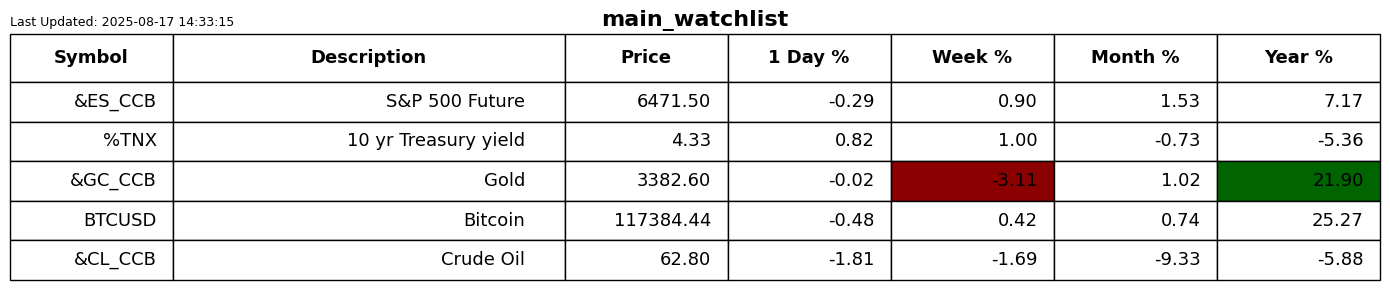 Last Updated: 2025-08-17 14:33:15
main_watchlist
Symbol Description Price 1 Day % Week % Month % Year %
&ES_CCB S&P 500 Future 6471.50 -0.29 0.90 1.53 7.17
%TNX 10 yr Treasury yield 4.33 0.82 1.00 -0.73 -5.36
&GC_CCB Gold 3382.60 -0.02 -3.11 1.02 21.90
BTCUSD Bitcoin 117384.44 -0.48 0.42 0.74 25.27
&CL_CCB Crude Oil 62.80 -1.81 -1.69 -9.33 -5.88